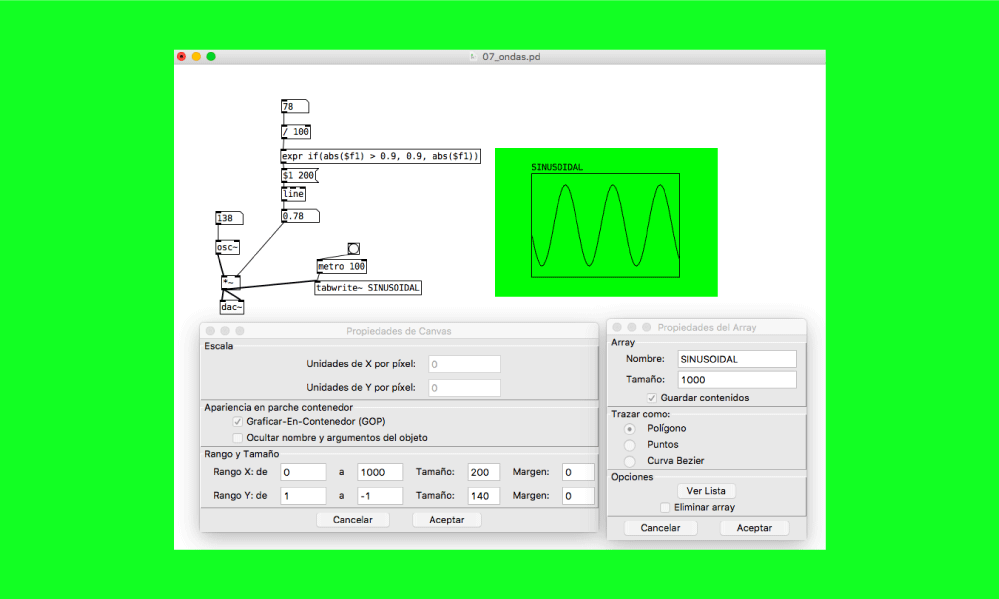 07_ondas.pd
78
/ 100
expr if(abs($f1) > 0.9, 0.9, abs($f1))
$1 200
line
138
0.78
osc~
metro 100
*~
tabwrite~ SINUSOIDAL
dac~
SINUSOIDAL
Propiedades de Canvas
Escala
Unidades de X por píxel: 0
Unidades de Y por píxel: 0
Apariencia en parche contenedor
Graficar-En-Contenedor (GOP)
Ocultar nombre y argumentos del objeto
Rango y Tamaño
Rango X: de 0 a 1000 Tamaño: 200 Margen: 0
Rango Y: de 1 a -1 Tamaño: 140 Margen: 0
Cancelar Aceptar
Propiedades del Array
Array
Nombre: SINUSOIDAL
Tamaño: 1000
Guardar contenidos
Trazar como:
Polígono
Puntos
Curva Bezier
Opciones
Ver Lista
Eliminar array
Cancelar Aceptar